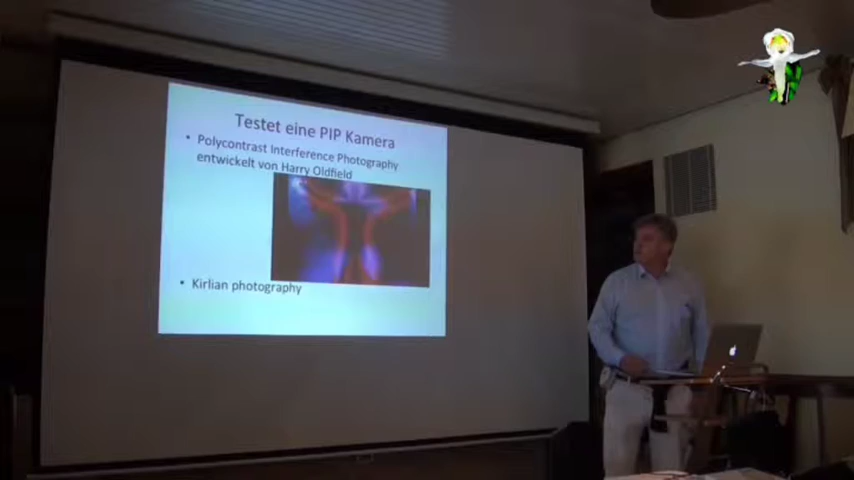 Testet eine PIP Kamera
• Polycontrast Interference Photography
entwickelt von Harry Oldfield
• Kirlian photography